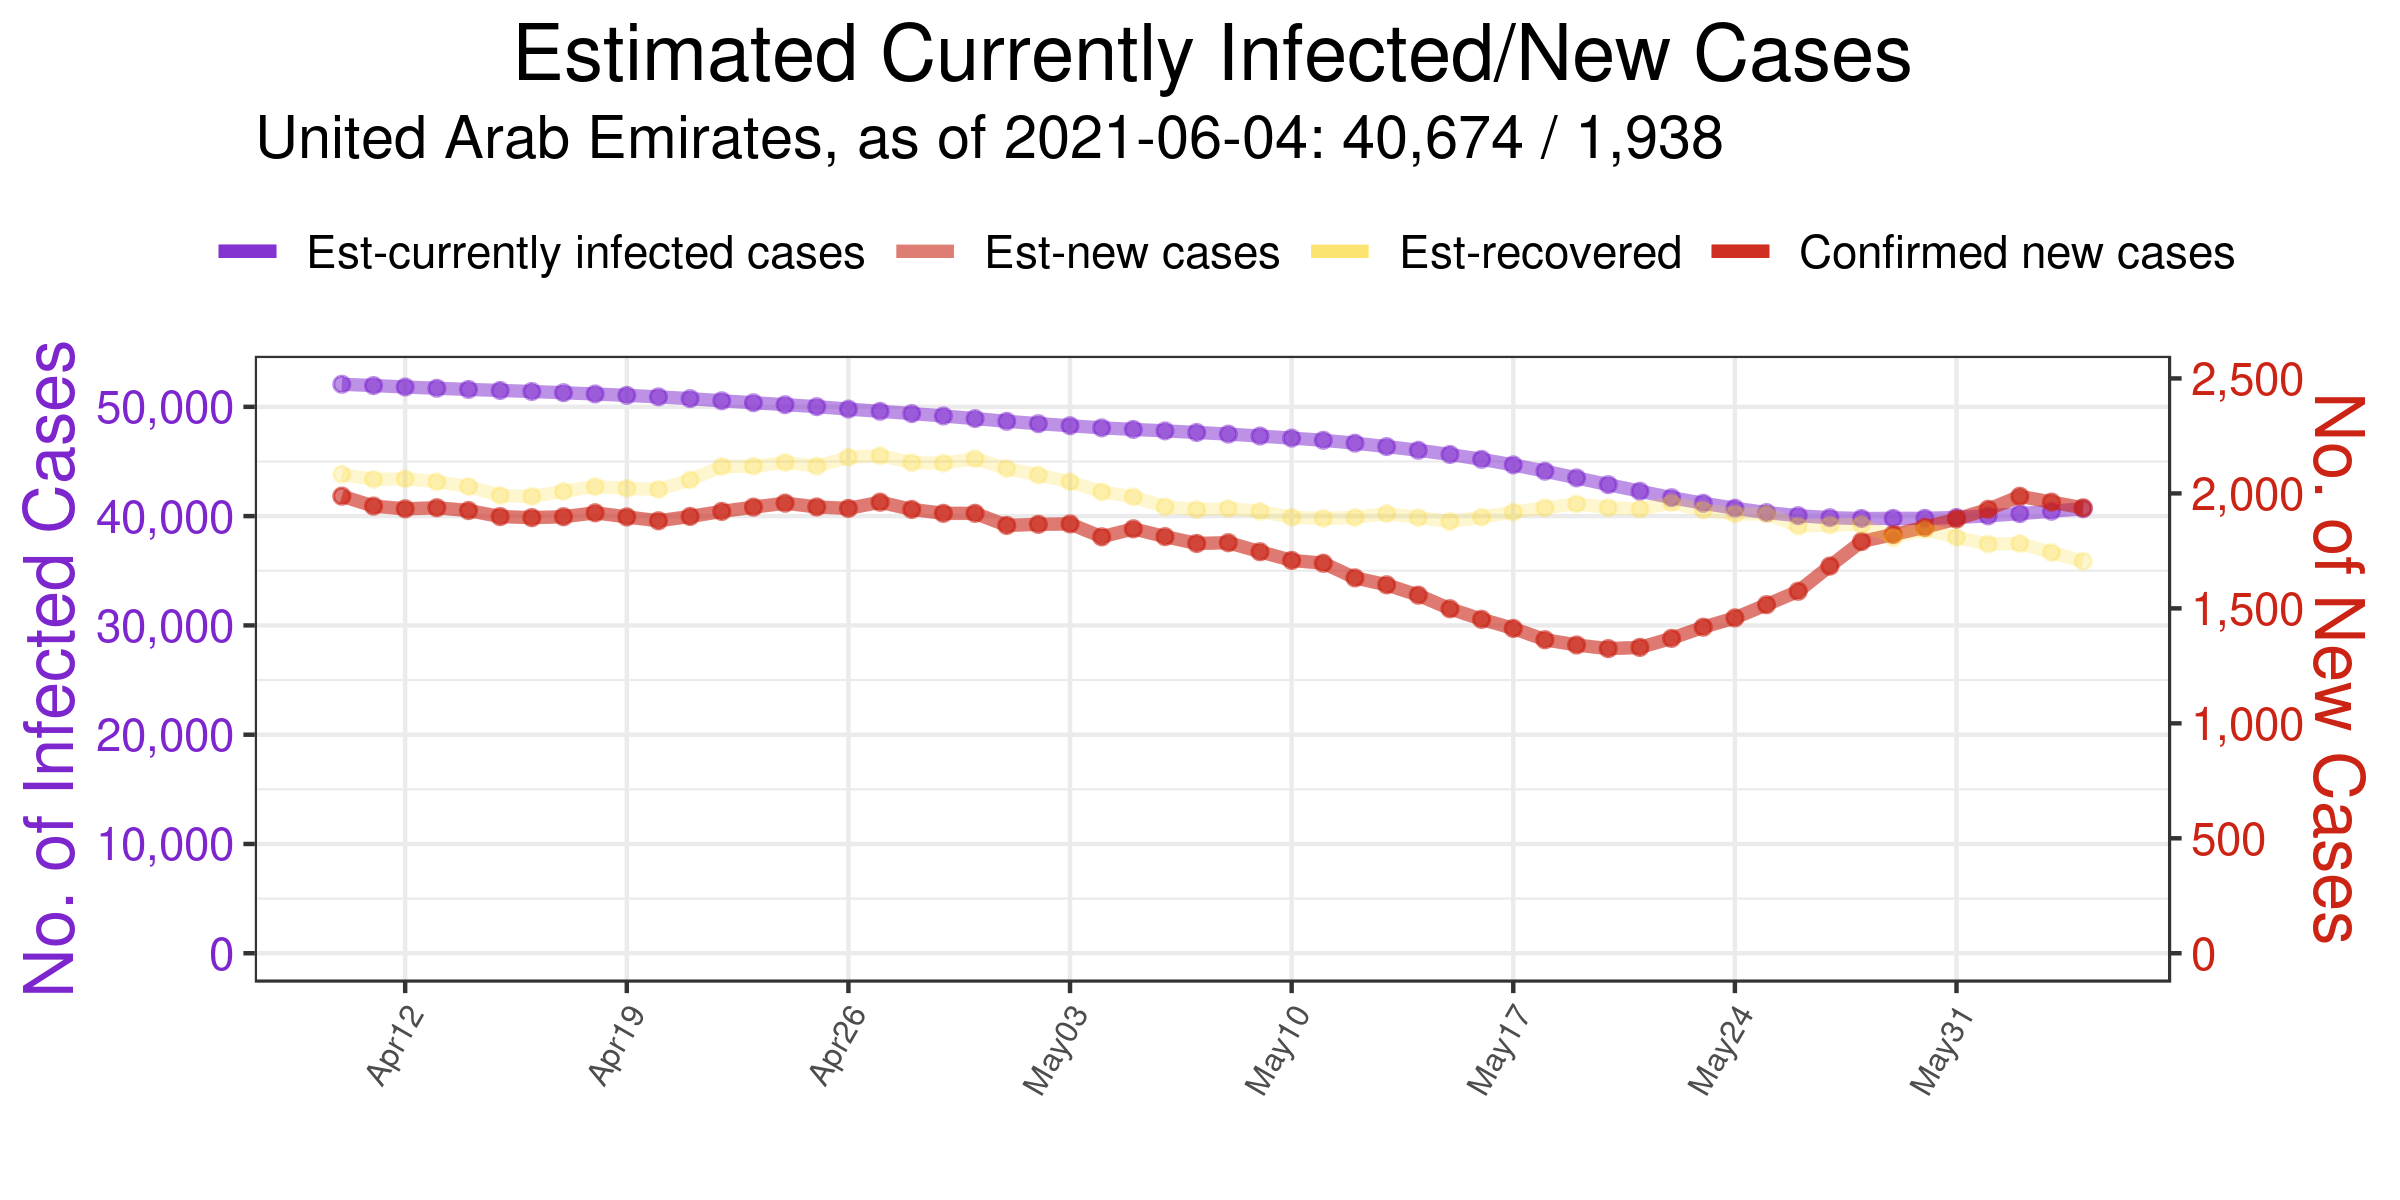 Estimated Currently Infected/New Cases
United Arab Emirates, as of 2021-06-04: 40,674 / 1,938
Est-currently infected cases Est-new cases Est-recovered Confirmed new cases
No. of Infected Cases
50,000
40,000
30,000
20,000
10,000
0
2,500
2,000
1,500
1,000
500
0
No. of New Cases
Apr12 Apr19 Apr26 May03 May10 May17 May24 May31